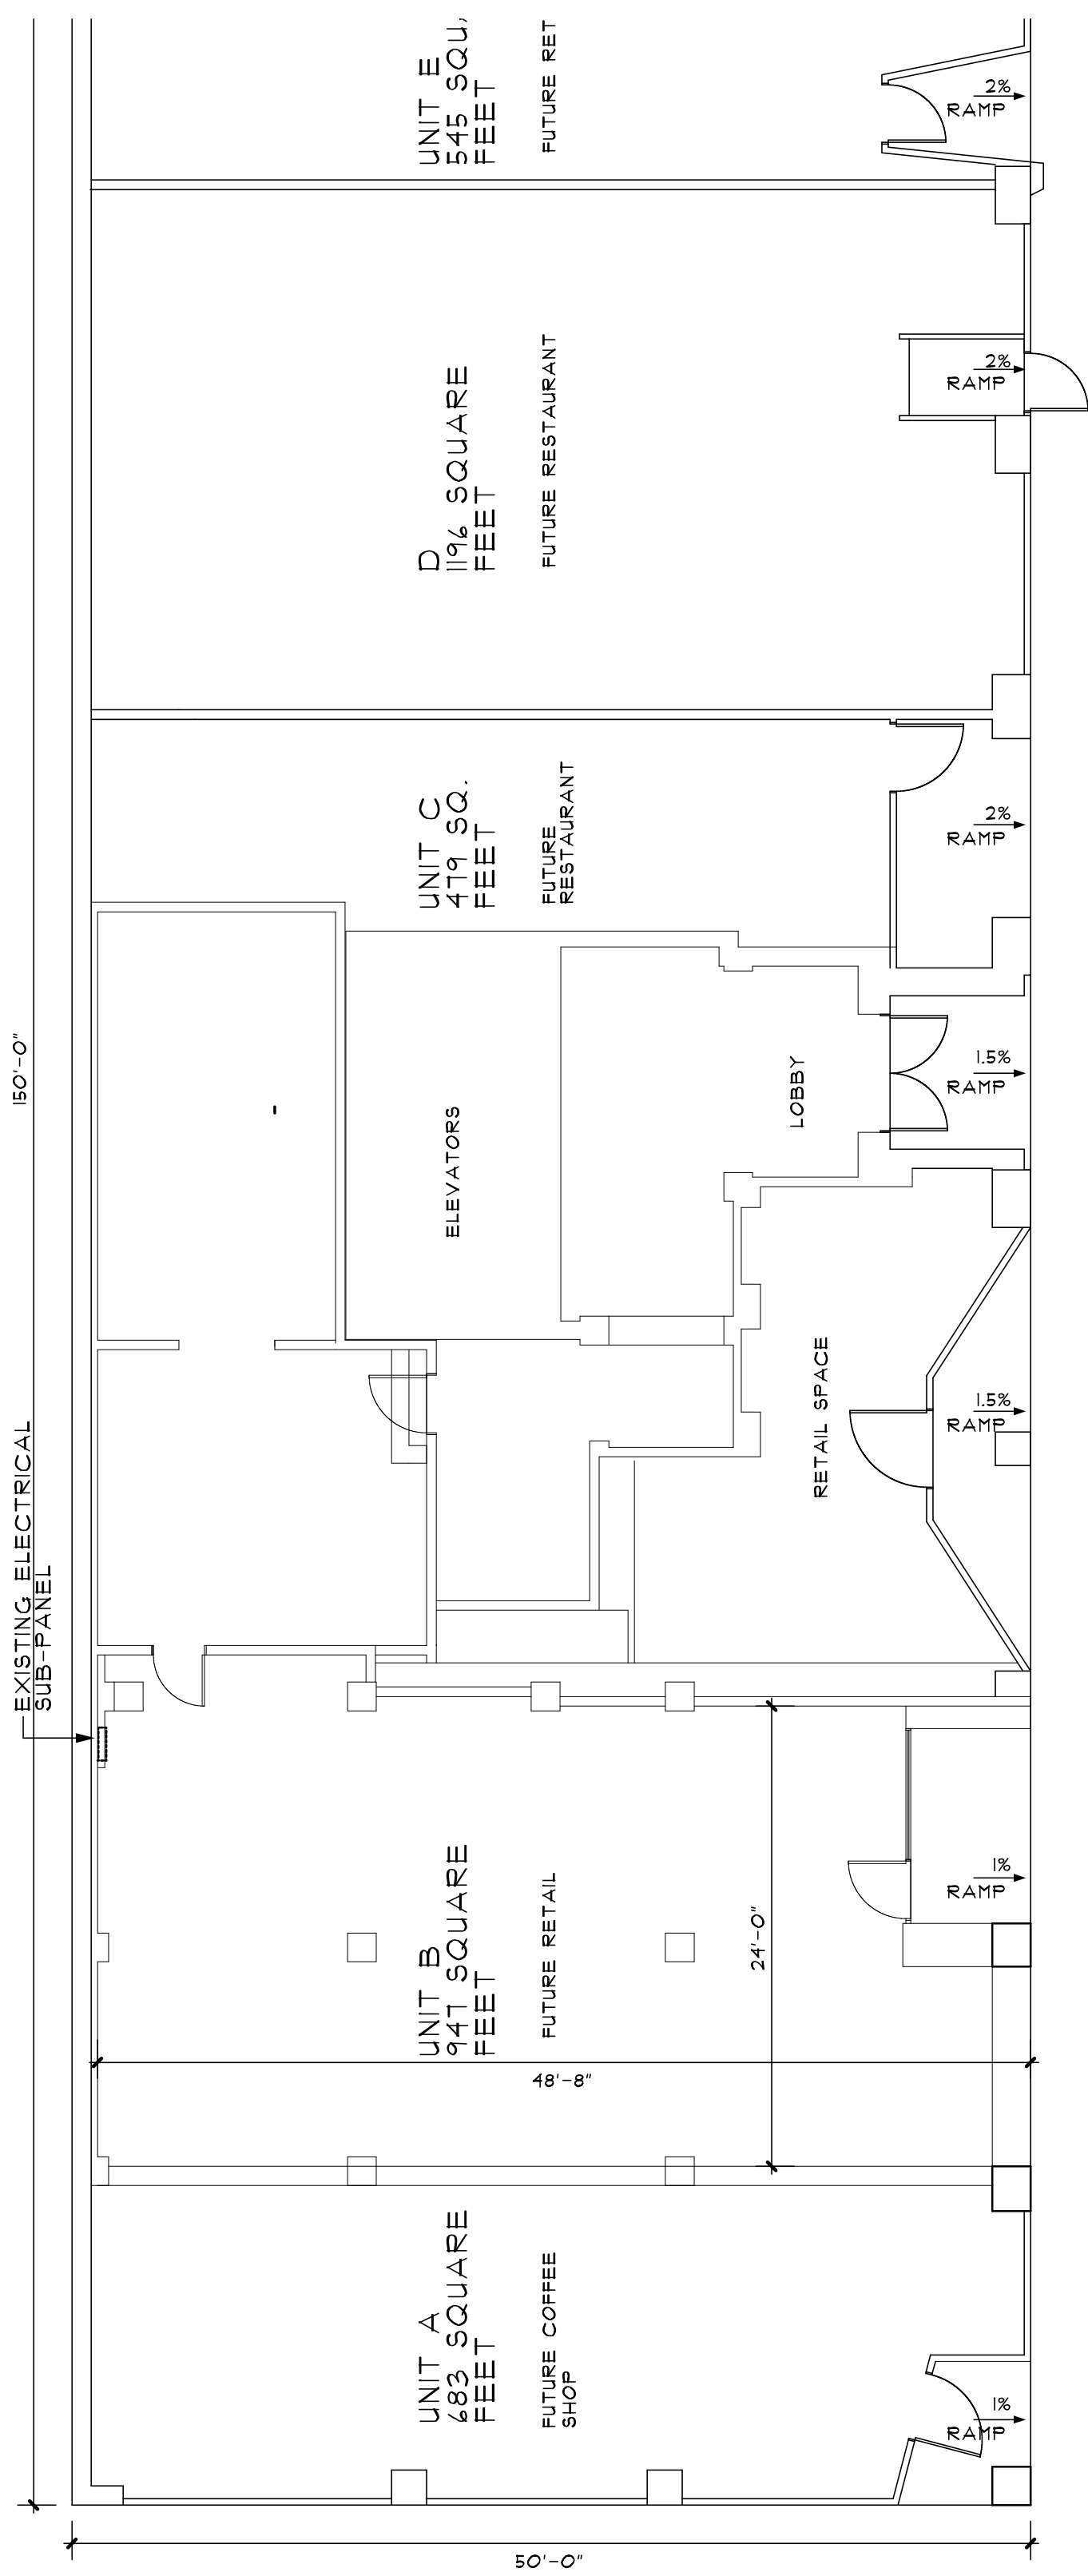 150'-0"
EXISTING ELECTRICAL
SUB-PANEL
50'-0"
UNIT A
683 SQUARE
FEET
FUTURE COFFEE
SHOP
1%
RAMP
UNIT B
947 SQUARE
FEET
FUTURE RETAIL
48'-8"
24'-0"
1%
RAMP
RETAIL SPACE
1.5%
RAMP
ELEVATORS
LOBBY
1.5%
RAMP
UNIT C
479 SQ.
FEET
FUTURE
RESTAURANT
2%
RAMP
D
1196 SQUARE
FEET
FUTURE RESTAURANT
2%
RAMP
UNIT E
545 SQU
FEET
FUTURE RET
2%
RAMP